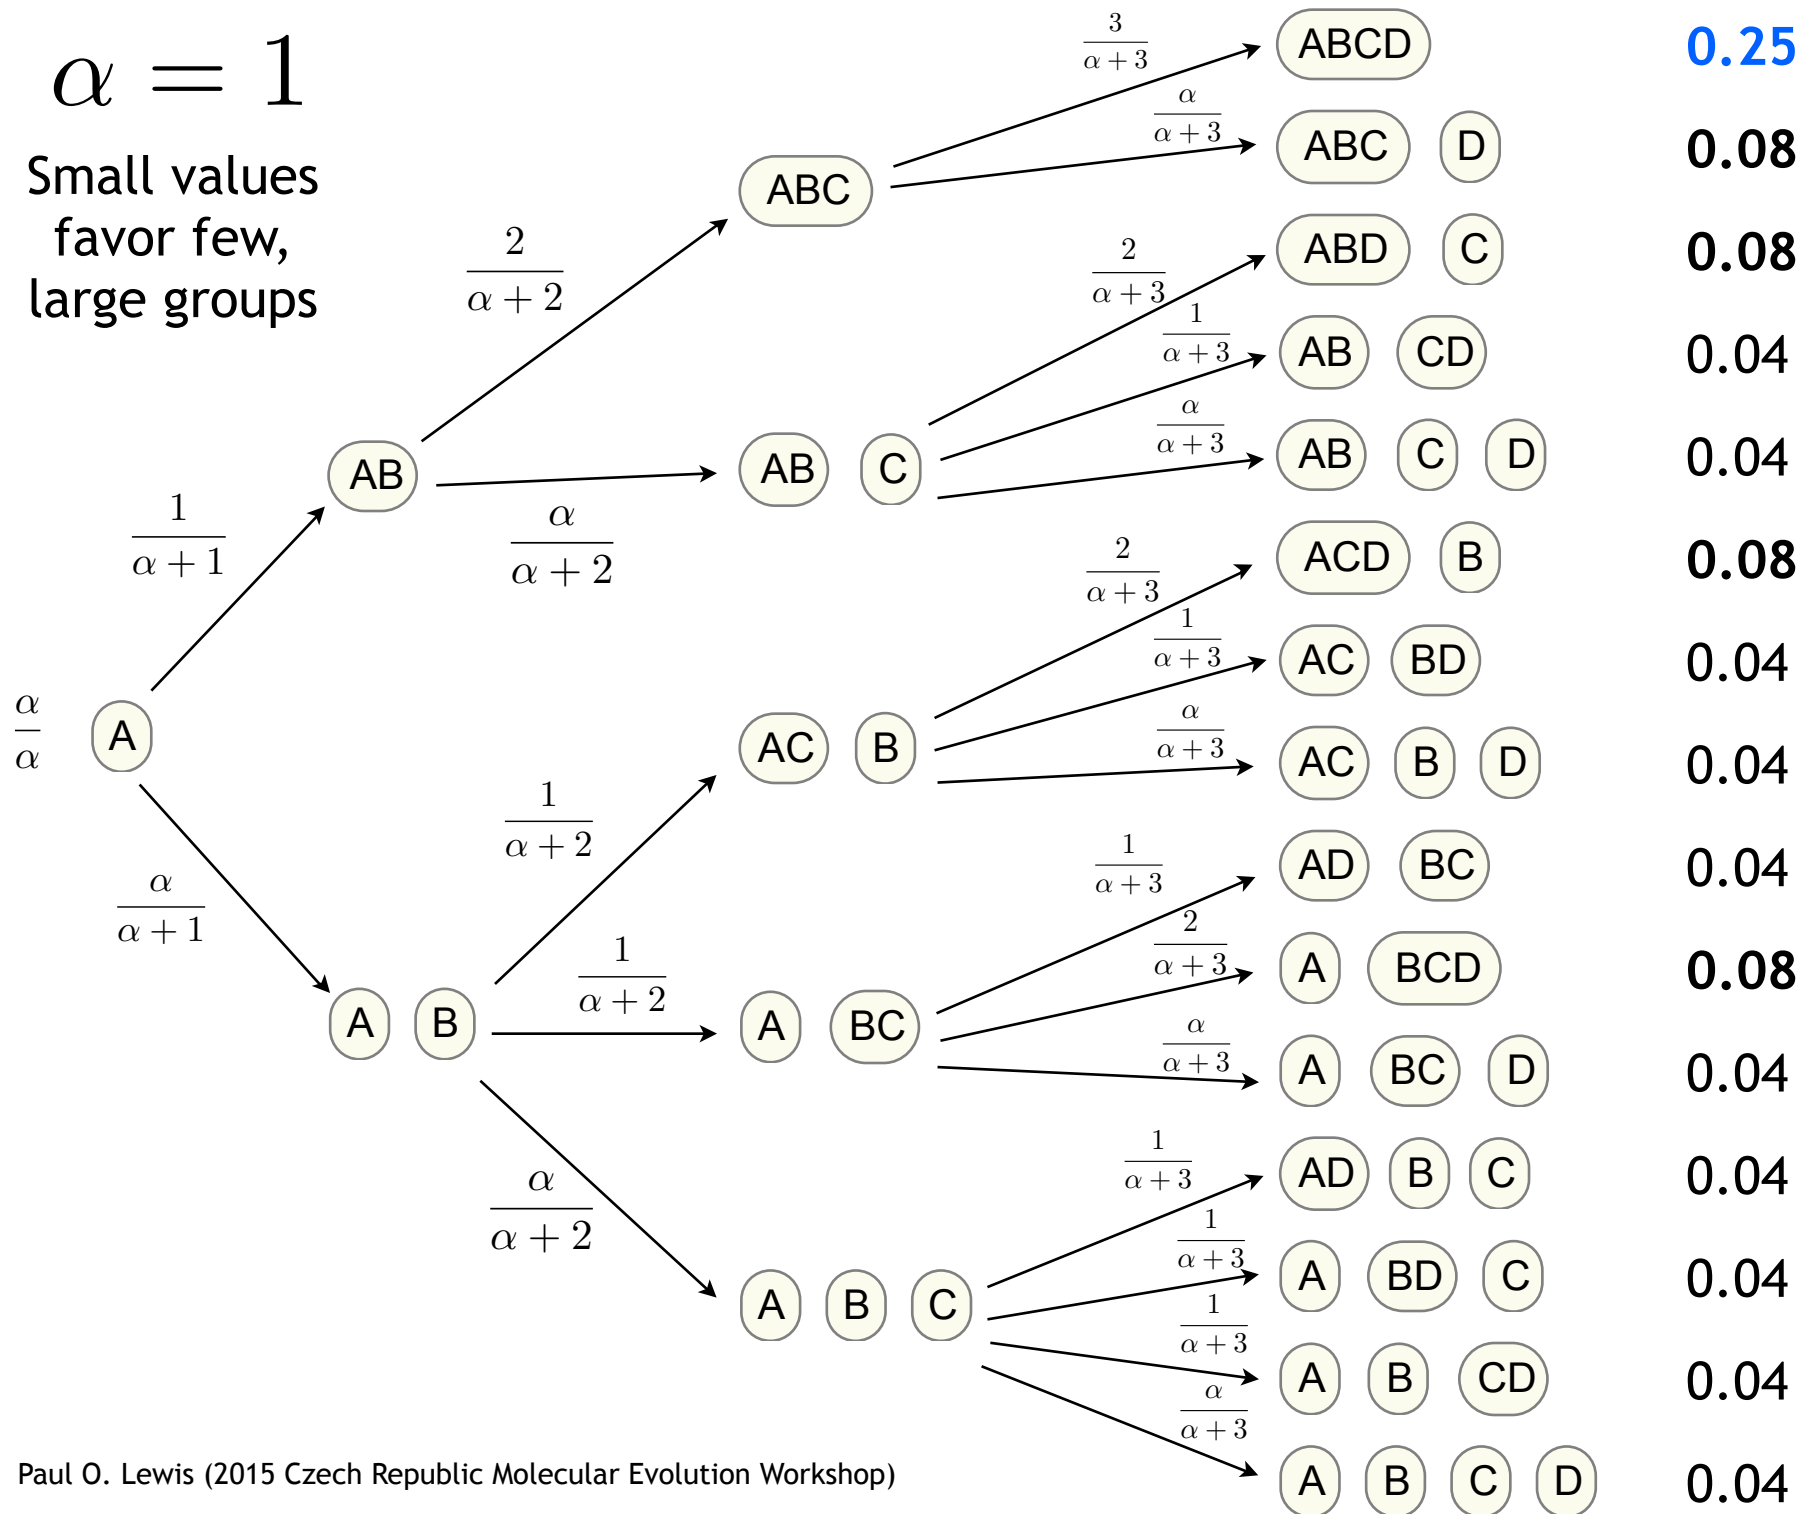 α = 1
Small values
favor few,
large groups
α/α
A
1/(α + 1)
α/(α + 1)
AB
A B
2/(α + 2)
α/(α + 2)
1/(α + 2)
1/(α + 2)
α/(α + 2)
ABC
AB C
AC B
A BC
A B C
3/(α + 3) ABCD 0.25
α/(α + 3) ABC D 0.08
2/(α + 3) ABD C 0.08
1/(α + 3) AB CD 0.04
α/(α + 3) AB C D 0.04
2/(α + 3) ACD B 0.08
1/(α + 3) AC BD 0.04
α/(α + 3) AC B D 0.04
1/(α + 3) AD BC 0.04
2/(α + 3) A BCD 0.08
α/(α + 3) A BC D 0.04
1/(α + 3) AD B C 0.04
1/(α + 3) A BD C 0.04
1/(α + 3) A B CD 0.04
α/(α + 3) A B C D 0.04
Paul O. Lewis (2015 Czech Republic Molecular Evolution Workshop)